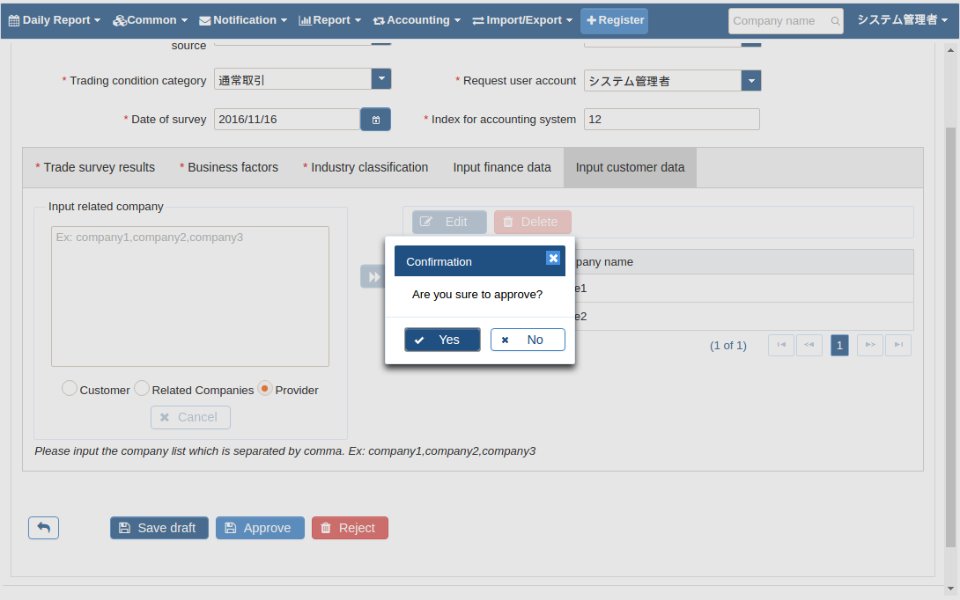 Daily Report Common Notification Report Accounting Import/Export Register Company name システム管理者
source
* Trading condition category 通常取引 * Request user account システム管理者
* Date of survey 2016/11/16 * Index for accounting system 12
* Trade survey results * Business factors * Industry classification Input finance data Input customer data
Input related company
Edit Delete
Ex: company1,company2,company3
Confirmation
pany name
Are you sure to approve?
e1
e2
Yes No
(1 of 1) 1
Customer Related Companies Provider
Cancel
Please input the company list which is separated by comma. Ex: company1,company2,company3
Save draft Approve Reject